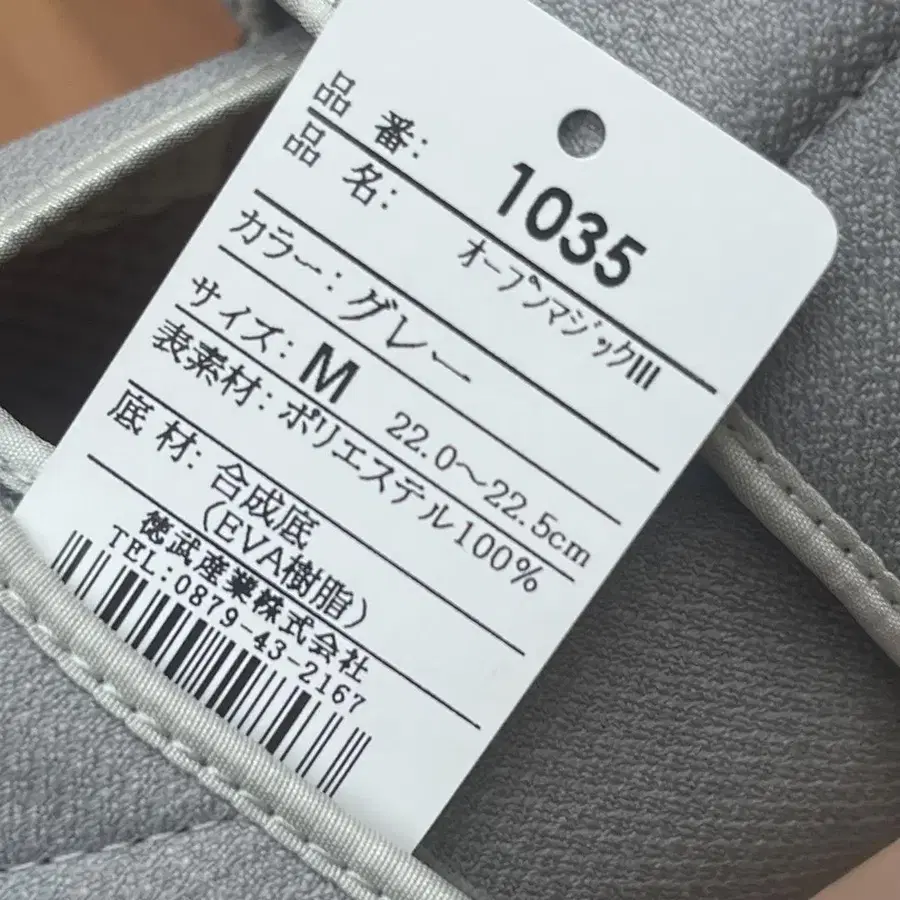 品番: 1035
品名: オープンマジックIII
カラー: グレー
サイズ: M 22.0～22.5cm
表素材: ポリエステル100%
底材: 合成底
(EVA樹脂)
徳武産業株式会社
TEL:0879-43-2167